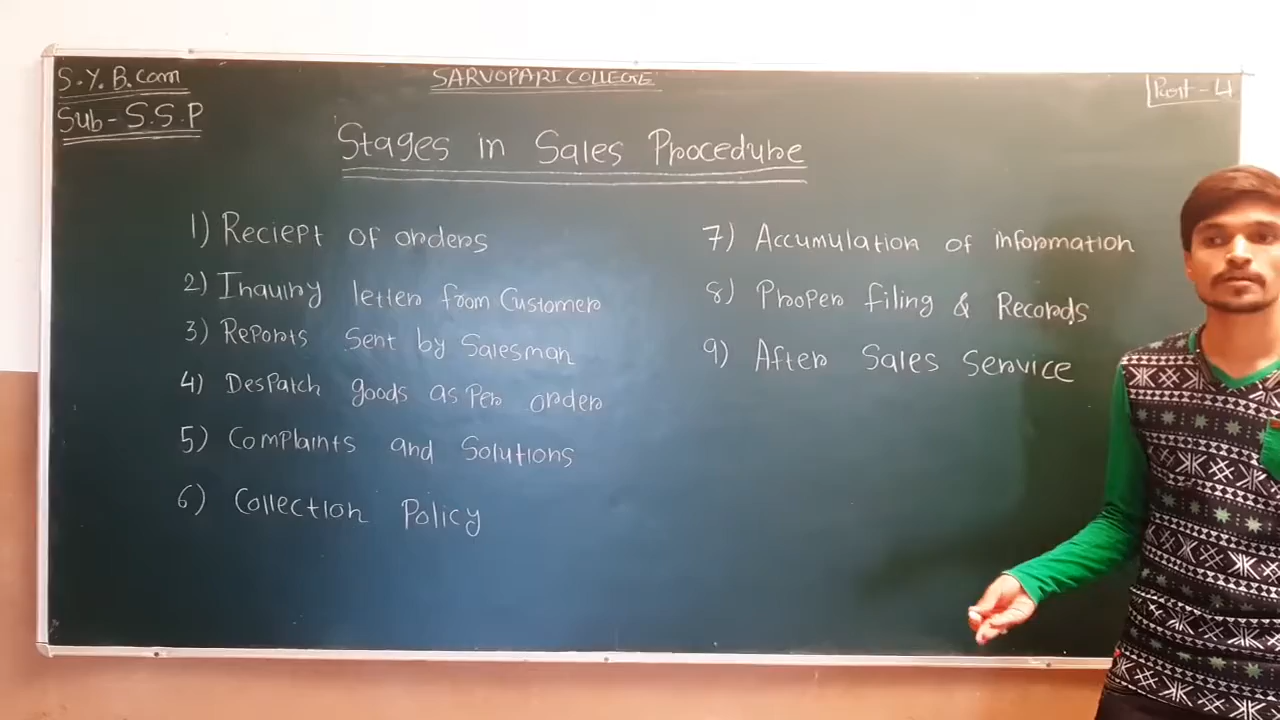 S.Y.B.com
SARVOPARI COLLEGE
Part - 4
Sub - S.S.P
Stages in Sales Procedure
1) Reciept of orders
2) Inquiry letter from Customer
3) Reports Sent by Salesman
4) Despatch goods as Per order
5) Complaints and Solutions
6) Collection Policy
7) Accumulation of information
8) Proper filing & Records
9) After Sales Service